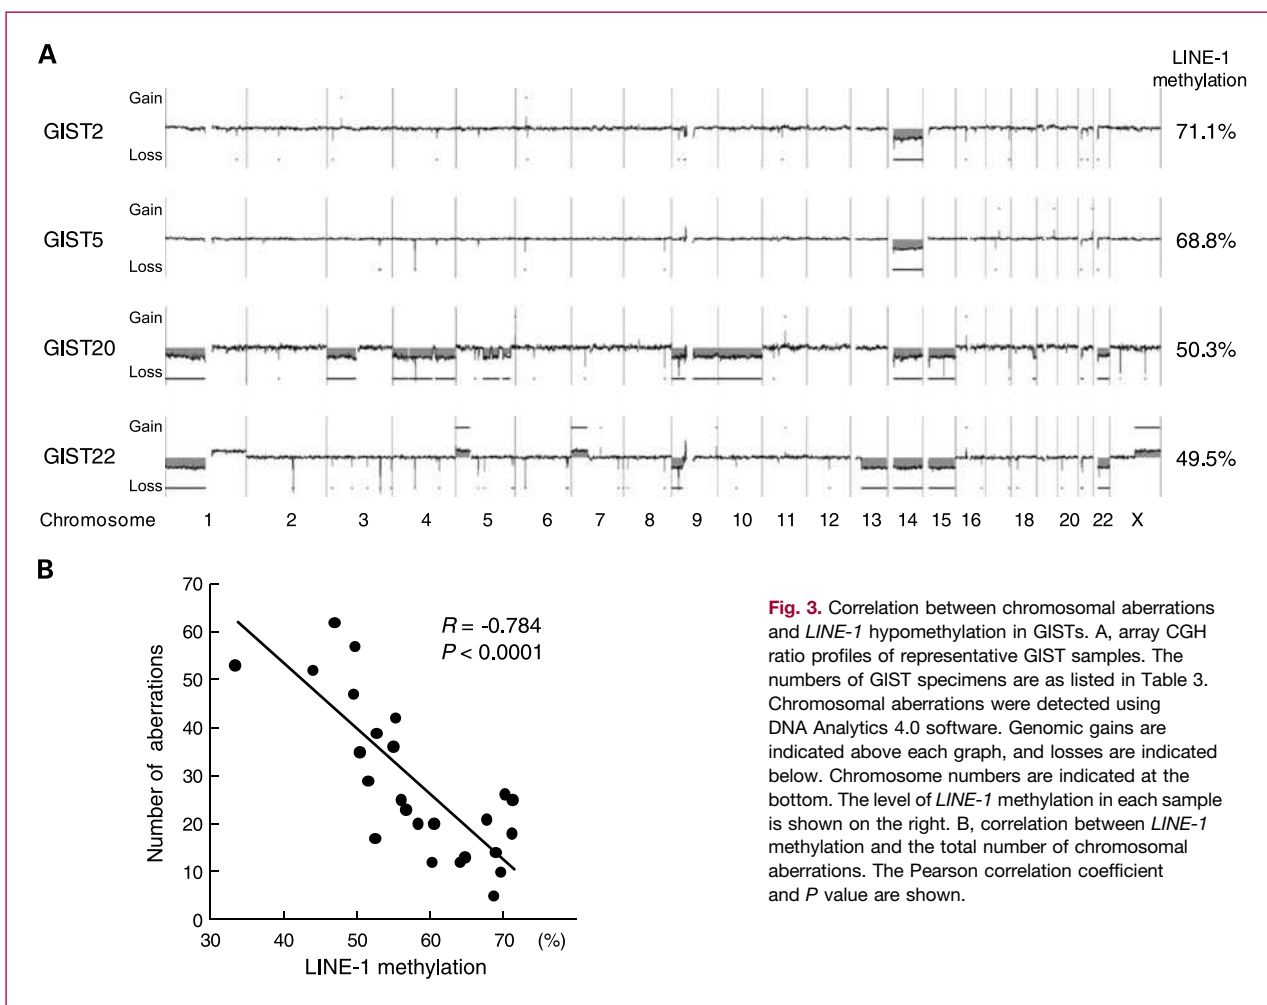 A
LINE-1
methylation
Gain
GIST2
71.1%
Loss
Gain
GIST5
68.8%
Loss
Gain
GIST20
50.3%
Loss
Gain
GIST22
49.5%
Loss
Chromosome 1 2 3 4 5 6 7 8 9 10 11 12 13 14 15 16 18 20 22 X
B
70
60
50
40
30
20
10
0
Number of aberrations
R = -0.784
P < 0.0001
30 40 50 60 70 (%)
LINE-1 methylation
Fig. 3. Correlation between chromosomal aberrations
and LINE-1 hypomethylation in GISTs. A, array CGH
ratio profiles of representative GIST samples. The
numbers of GIST specimens are as listed in Table 3.
Chromosomal aberrations were detected using
DNA Analytics 4.0 software. Genomic gains are
indicated above each graph, and losses are indicated
below. Chromosome numbers are indicated at the
bottom. The level of LINE-1 methylation in each sample
is shown on the right. B, correlation between LINE-1
methylation and the total number of chromosomal
aberrations. The Pearson correlation coefficient
and P value are shown.